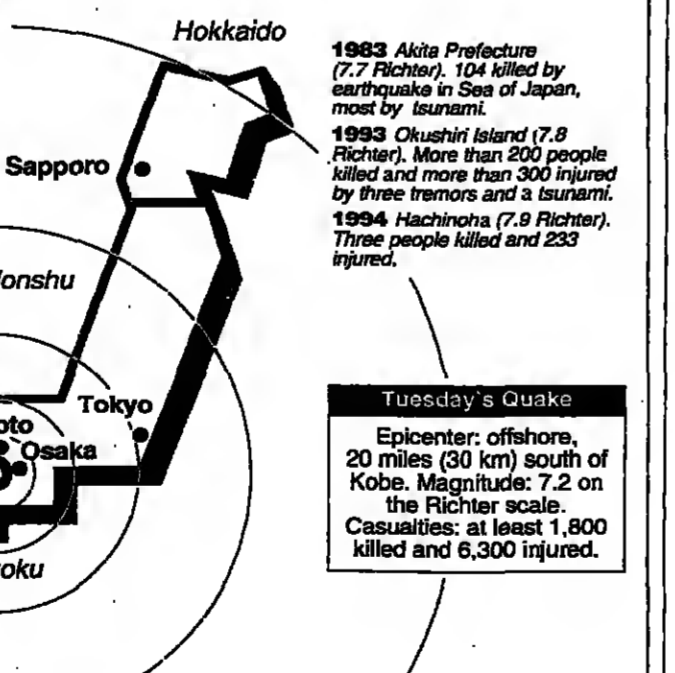 Hokkaido
1983 Akita Prefecture
(7.7 Richter). 104 killed by
earthquake in Sea of Japan,
most by tsunami.
1993 Okushiri Island (7.8
Richter). More than 200 people
killed and more than 300 injured
by three tremors and a tsunami.
1994 Hachinoha (7.9 Richter).
Three people killed and 233
injured.
Sapporo
onshu
Tokyo
oto
Osaka
oku
Tuesday's Quake
Epicenter: offshore,
20 miles (30 km) south of
Kobe. Magnitude: 7.2 on
the Richter scale.
Casualties: at least 1,800
killed and 6,300 injured.